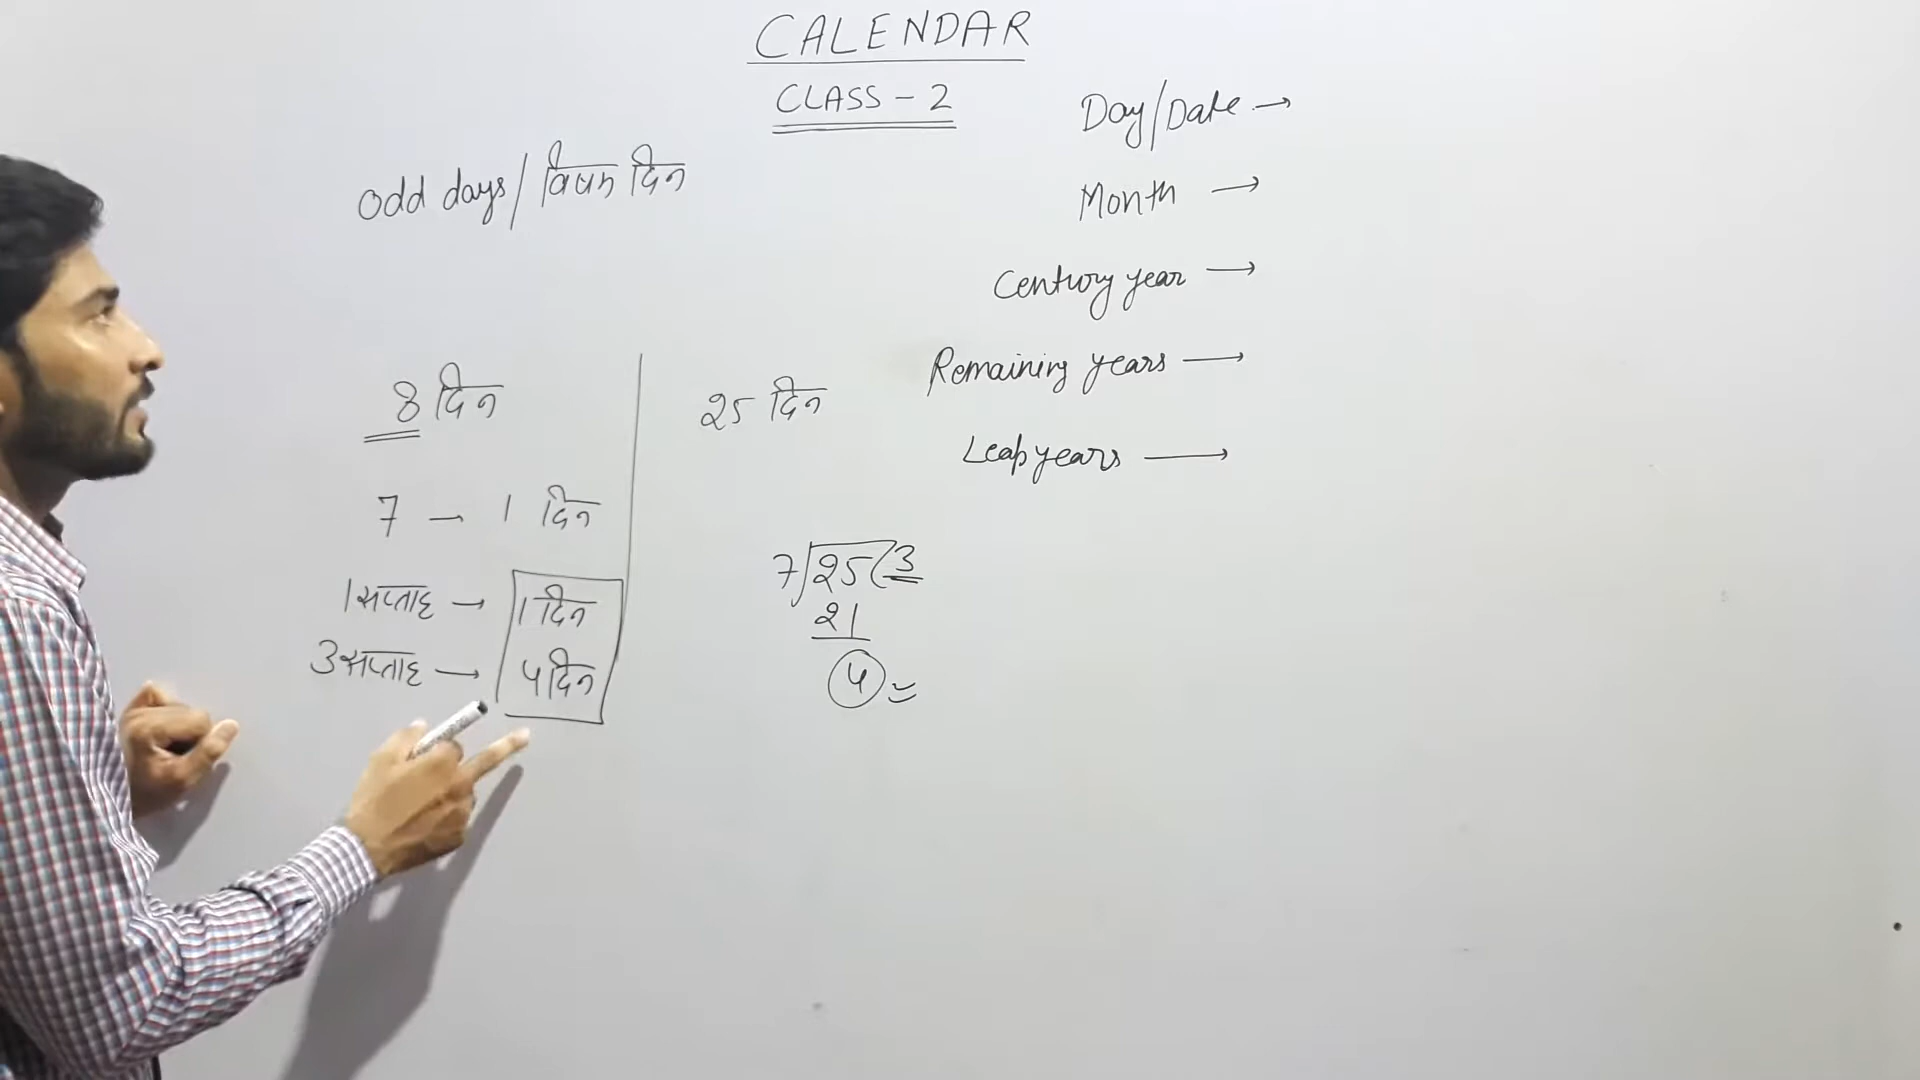 CALENDAR
CLASS - 2
odd days/विषम दिन
8 दिन
7 - 1 दिन
1 सप्ताह → 1 दिन
3 सप्ताह → 4 दिन
25 दिन
7)25(3
21
4
Day/Date →
Month →
Century year →
Remaining years →
Leap years →